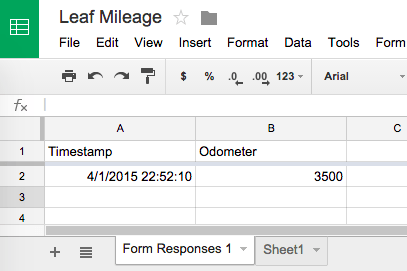 Leaf Mileage
File Edit View Insert Format Data Tools Form
$ % .0 .00 123 Arial
fx
A B C
1 Timestamp Odometer
2 4/1/2015 22:52:10 3500
3
4
+ Form Responses 1 Sheet1